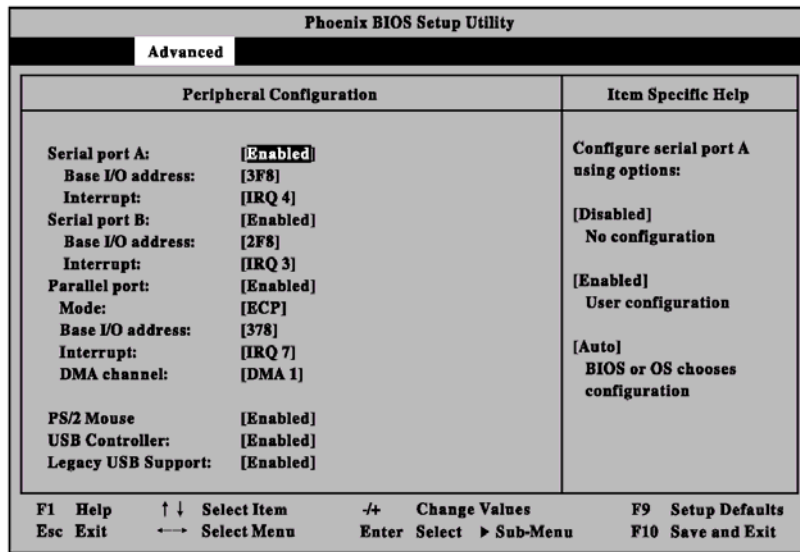 Phoenix BIOS Setup Utility
Advanced
Peripheral Configuration
Item Specific Help
Serial port A: [Enabled]
Base I/O address: [3F8]
Interrupt: [IRQ 4]
Serial port B: [Enabled]
Base I/O address: [2F8]
Interrupt: [IRQ 3]
Parallel port: [Enabled]
Mode: [ECP]
Base I/O address: [378]
Interrupt: [IRQ 7]
DMA channel: [DMA 1]
PS/2 Mouse [Enabled]
USB Controller: [Enabled]
Legacy USB Support: [Enabled]
Configure serial port A
using options:
[Disabled]
No configuration
[Enabled]
User configuration
[Auto]
BIOS or OS chooses
configuration
F1 Help ↑ ↓ Select Item -/+ Change Values F9 Setup Defaults
Esc Exit ←→ Select Menu Enter Select ▶ Sub-Menu F10 Save and Exit